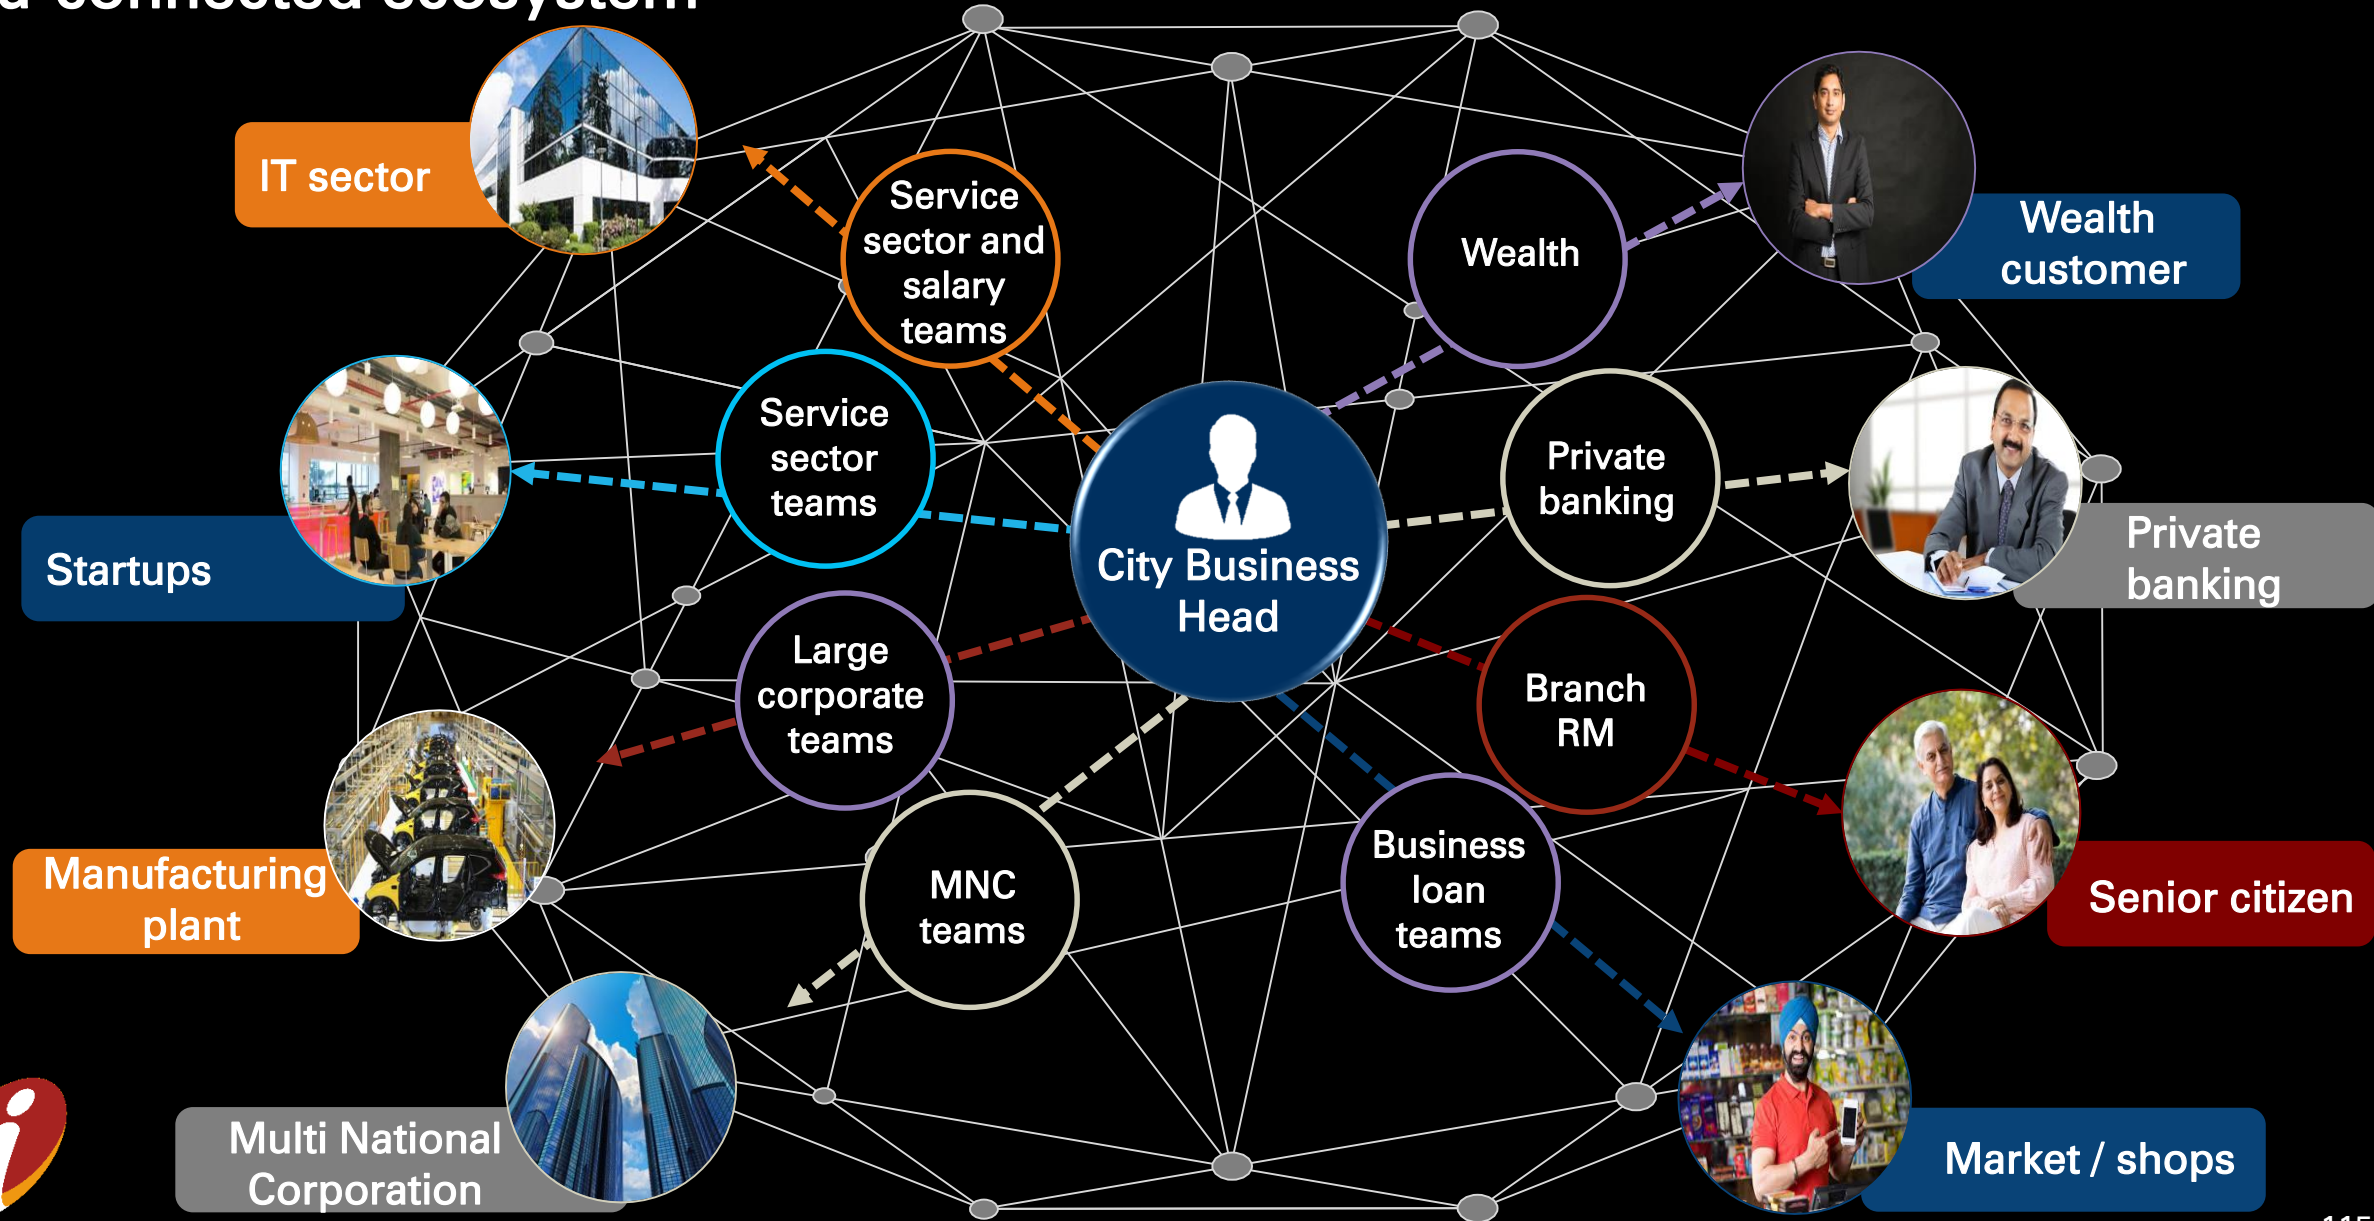 connected ecosystem
IT sector
Service
sector and
salary
teams
Wealth
Wealth
customer
Service
sector
teams
Startups
City Business
Head
Private
banking
Private
banking
Large
corporate
teams
Branch
RM
Manufacturing
plant
MNC
teams
Business
loan
teams
Senior citizen
Multi National
Corporation
Market / shops